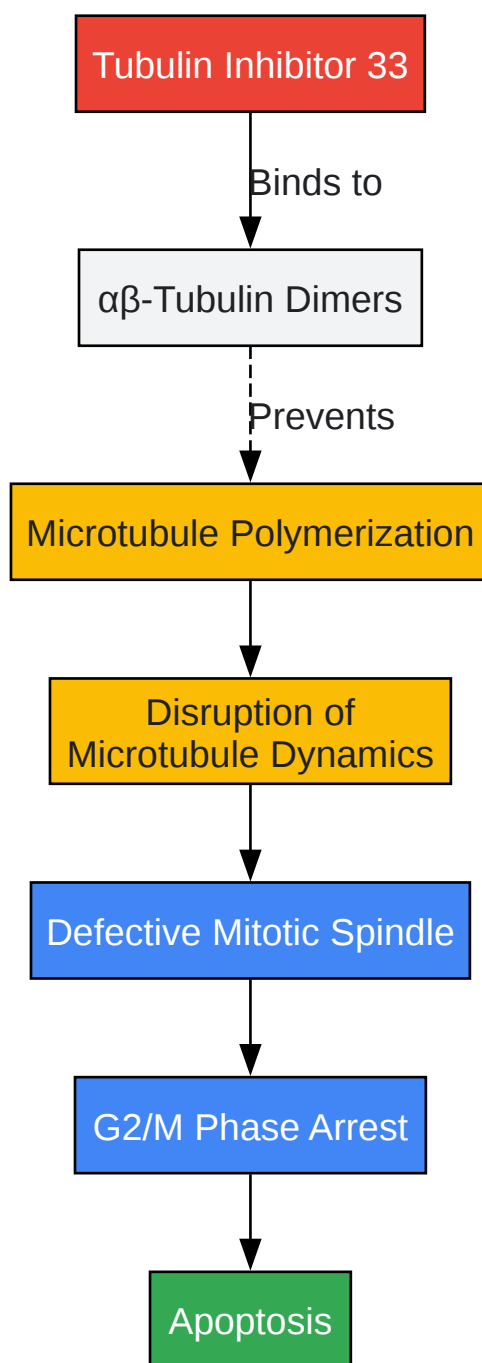 Tubulin Inhibitor 33
Binds to
αβ-Tubulin Dimers
Prevents
Microtubule Polymerization
Disruption of
Microtubule Dynamics
Defective Mitotic Spindle
G2/M Phase Arrest
Apoptosis